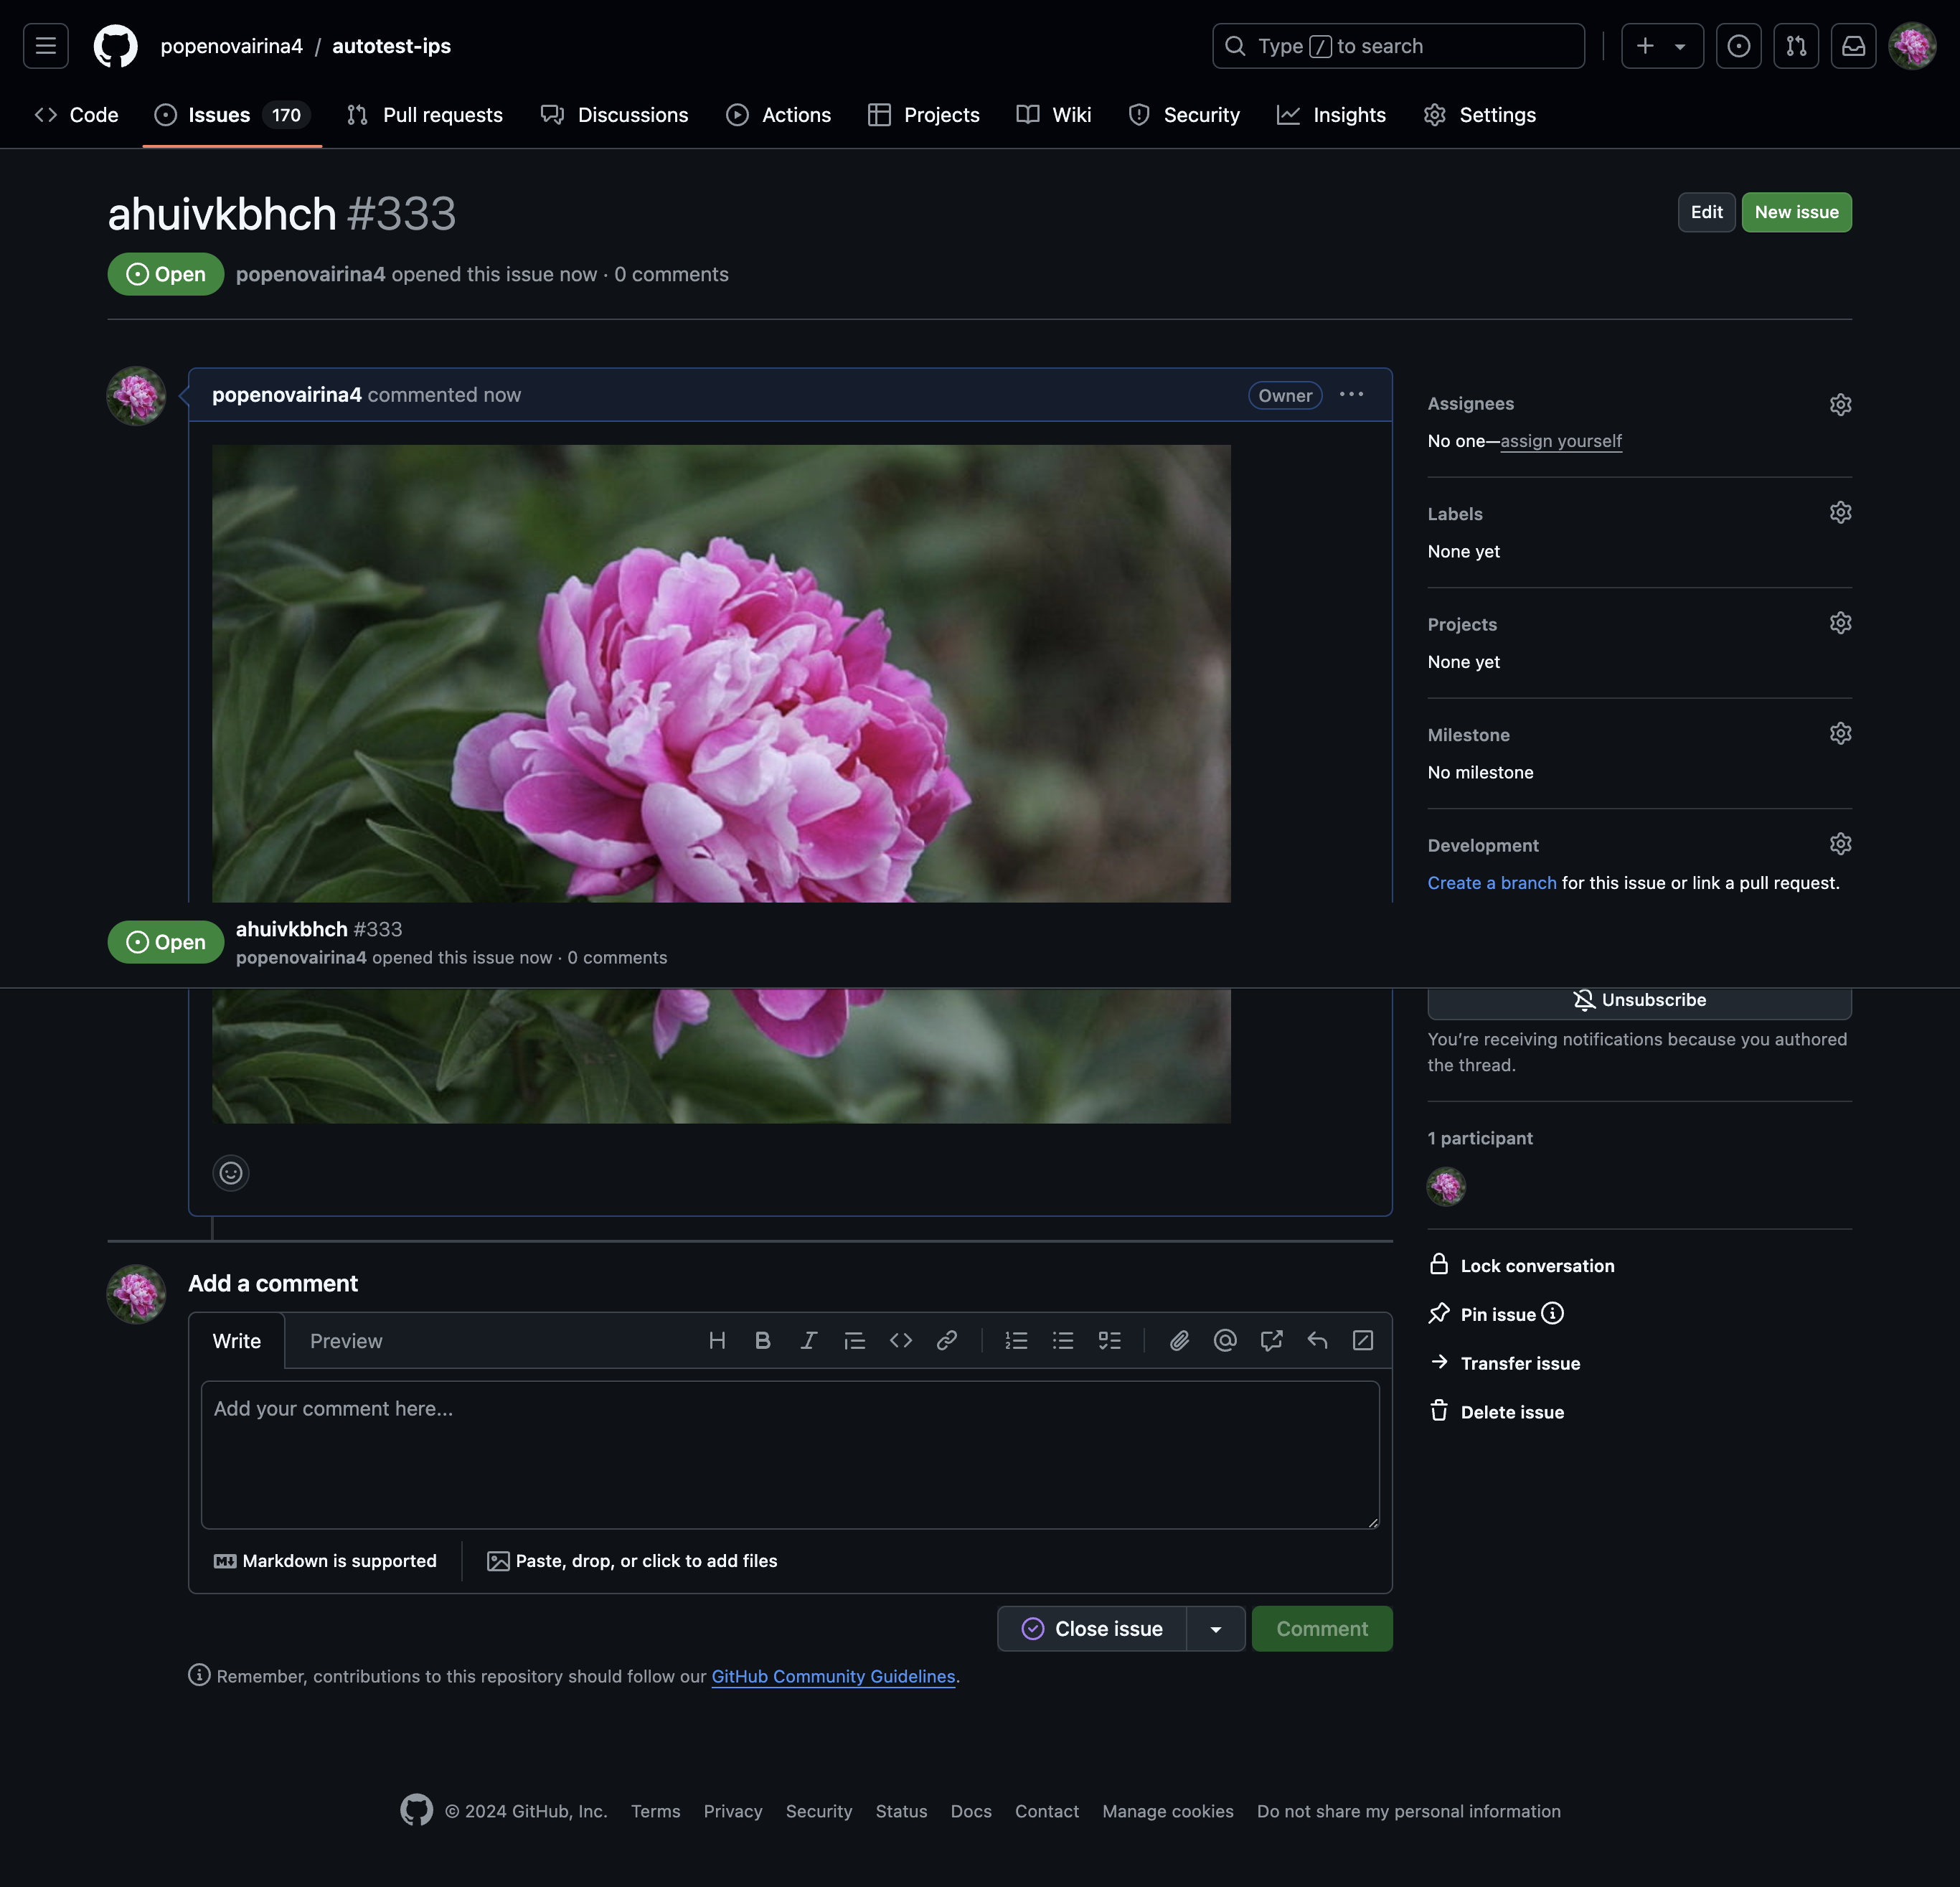 popenovairina4 / autotest-ips
Type / to search
Code
Issues 170
Pull requests
Discussions
Actions
Projects
Wiki
Security
Insights
Settings
ahuivkbhch #333
Edit
New issue
Open
popenovairina4 opened this issue now · 0 comments
popenovairina4 commented now
Owner
Assignees
No one—assign yourself
Labels
None yet
Projects
None yet
Milestone
No milestone
Development
Create a branch for this issue or link a pull request.
Open
ahuivkbhch #333
popenovairina4 opened this issue now · 0 comments
Unsubscribe
You’re receiving notifications because you authored
the thread.
1 participant
Lock conversation
Pin issue
Transfer issue
Delete issue
Add a comment
Write
Preview
Add your comment here...
Markdown is supported
Paste, drop, or click to add files
Close issue
Comment
Remember, contributions to this repository should follow our GitHub Community Guidelines.
© 2024 GitHub, Inc.
Terms
Privacy
Security
Status
Docs
Contact
Manage cookies
Do not share my personal information